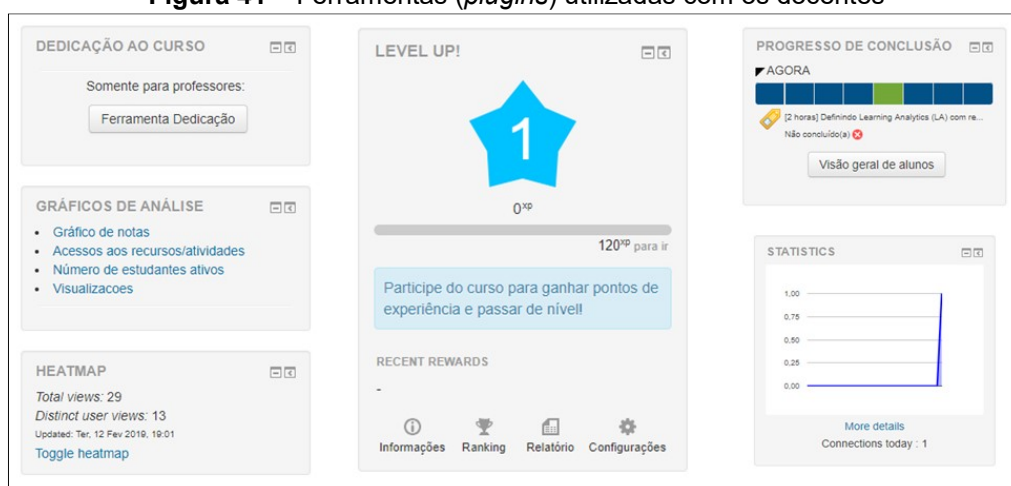 Figura 41 – Ferramentas (plugins) utilizadas com os docentes
DEDICAÇÃO AO CURSO
Somente para professores:
Ferramenta Dedicação
GRÁFICOS DE ANÁLISE
Gráfico de notas
Acessos aos recursos/atividades
Número de estudantes ativos
Visualizacoes
HEATMAP
Total views: 29
Distinct user views: 13
Updated: Ter, 12 Fev 2019, 19:01
Toggle heatmap
LEVEL UP!
1
0xp
120xp para ir
Participe do curso para ganhar pontos de
experiência e passar de nível!
RECENT REWARDS
-
Informações Ranking Relatório Configurações
PROGRESSO DE CONCLUSÃO
AGORA
[2 horas] Definindo Learning Analytics (LA) com re...
Não concluído(a)
Visão geral de alunos
STATISTICS
1,00
0,75
0,50
0,25
0,00
More details
Connections today : 1